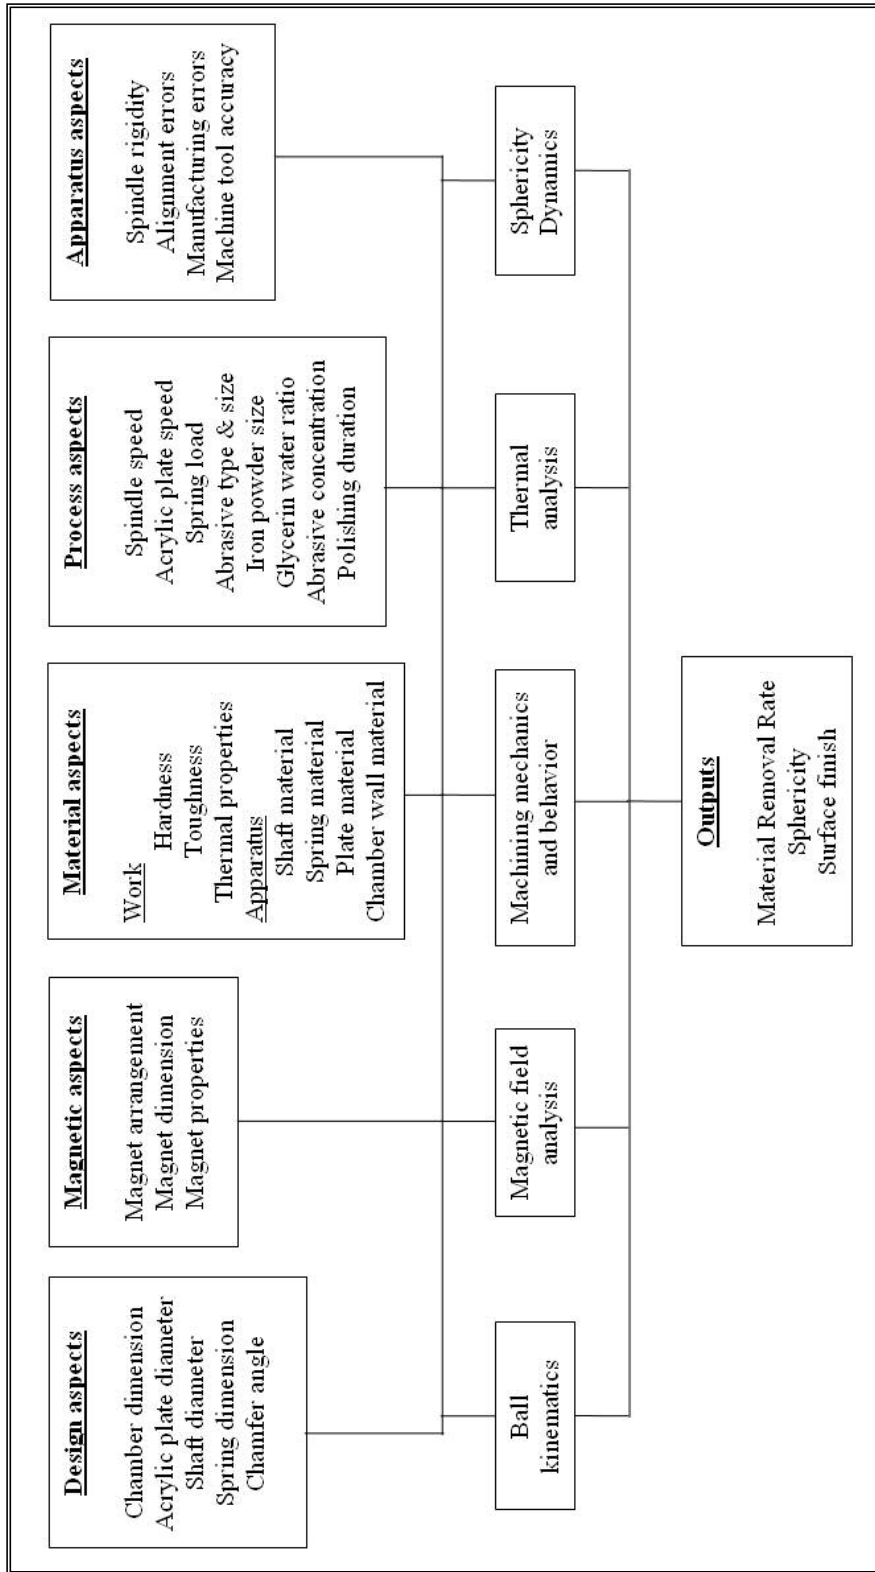 Design aspects
Chamber dimension
Acrylic plate diameter
Shaft diameter
Spring dimension
Chamfer angle
Magnetic aspects
Magnet arrangement
Magnet dimension
Magnet properties
Material aspects
Work
Hardness
Toughness
Thermal properties
Apparatus
Shaft material
Spring material
Plate material
Chamber wall material
Process aspects
Spindle speed
Acrylic plate speed
Spring load
Abrasive type & size
Iron powder size
Glycerin water ratio
Abrasive concentration
Polishing duration
Apparatus aspects
Spindle rigidity
Alignment errors
Manufacturing errors
Machine tool accuracy
Ball
kinematics
Magnetic field
analysis
Machining mechanics
and behavior
Thermal
analysis
Sphericity
Dynamics
Outputs
Material Removal Rate
Sphericity
Surface finish